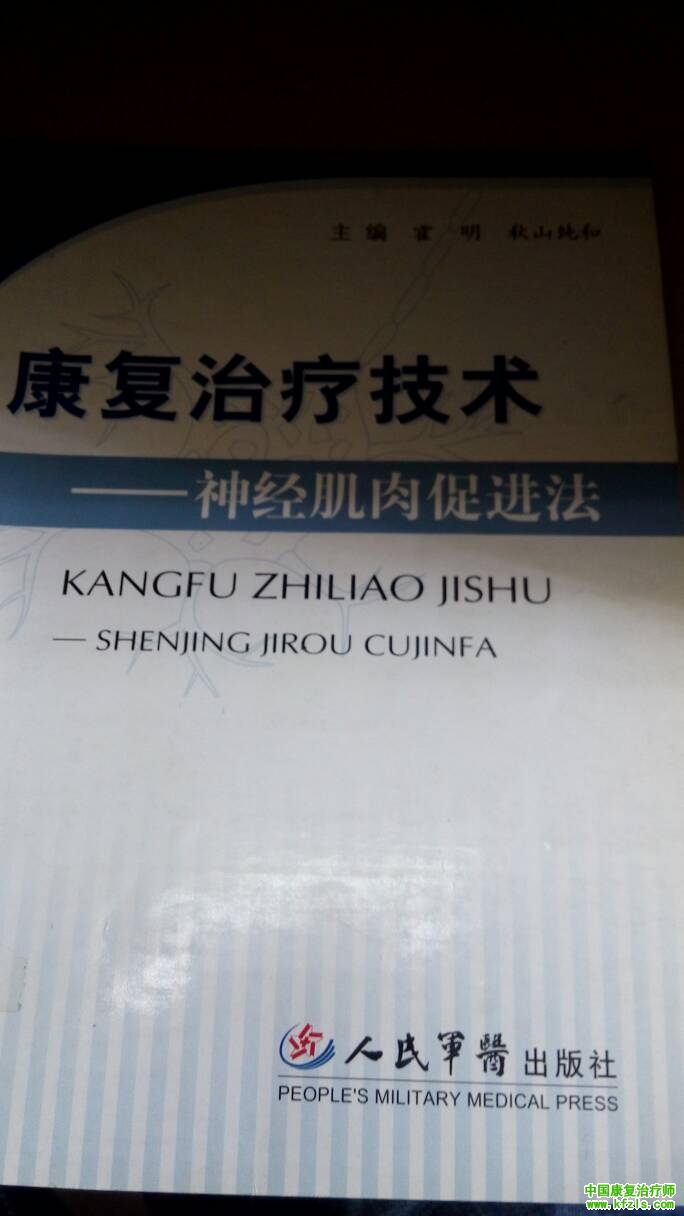 主编 霍 明 秋山纯和
康复治疗技术
——神经肌肉促进法
KANGFU ZHILIAO JISHU
— SHENJING JIROU CUJINFA
人民軍醫出版社
PEOPLE'S MILITARY MEDICAL PRESS
中国康复治疗师
www.kfzls.com